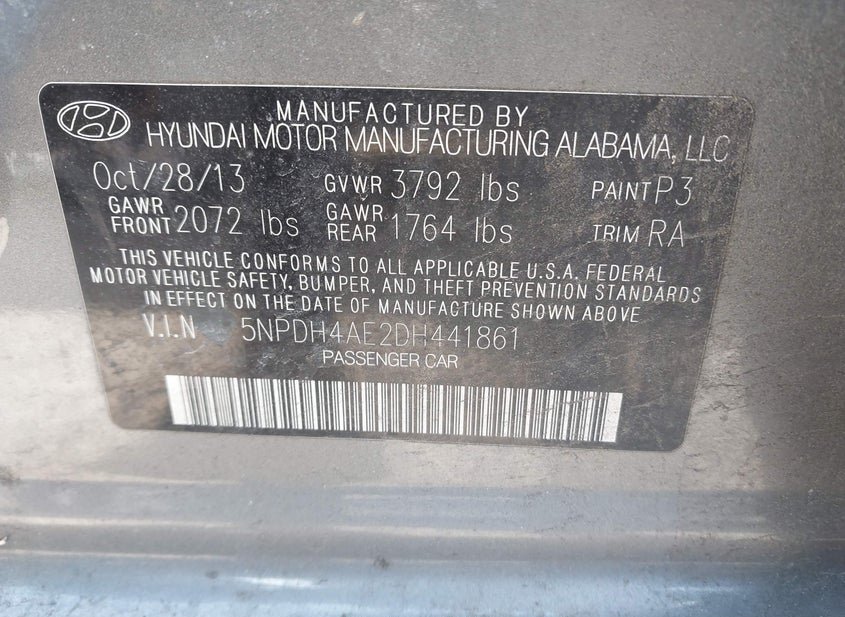 MANUFACTURED BY
HYUNDAI MOTOR MANUFACTURING ALABAMA, LLC
Oct/28/13 GVWR 3792 lbs PAINT P3
GAWR FRONT 2072 lbs GAWR REAR 1764 lbs TRIM RA
THIS VEHICLE CONFORMS TO ALL APPLICABLE U.S.A. FEDERAL
MOTOR VEHICLE SAFETY, BUMPER, AND THEFT PREVENTION STANDARDS
IN EFFECT ON THE DATE OF MANUFACTURE SHOWN ABOVE
V.I.N 5NPDH4AE2DH441861
PASSENGER CAR